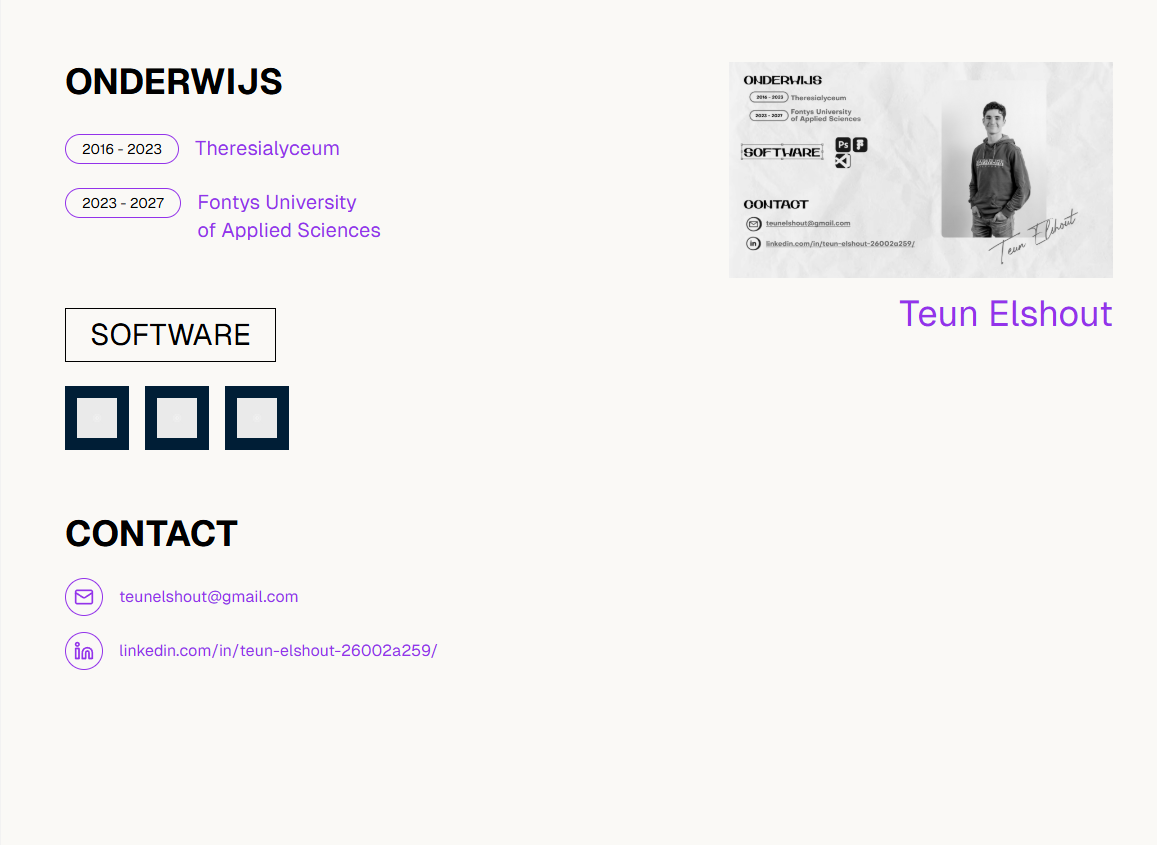 ONDERWIJS
2016 - 2023 Theresialyceum
2023 - 2027 Fontys University
of Applied Sciences
SOFTWARE
CONTACT
teunelshout@gmail.com
in linkedin.com/in/teun-elshout-26002a259/
ONDERWIJS
2016 - 2023 Theresialyceum
2023 - 2027 Fontys University
of Applied Sciences
SOFTWARE
Ps
CONTACT
teunelshout@gmail.com
in linkedin.com/in/teun-elshout-26002a259/
Teun Elshout
Teun Elshout